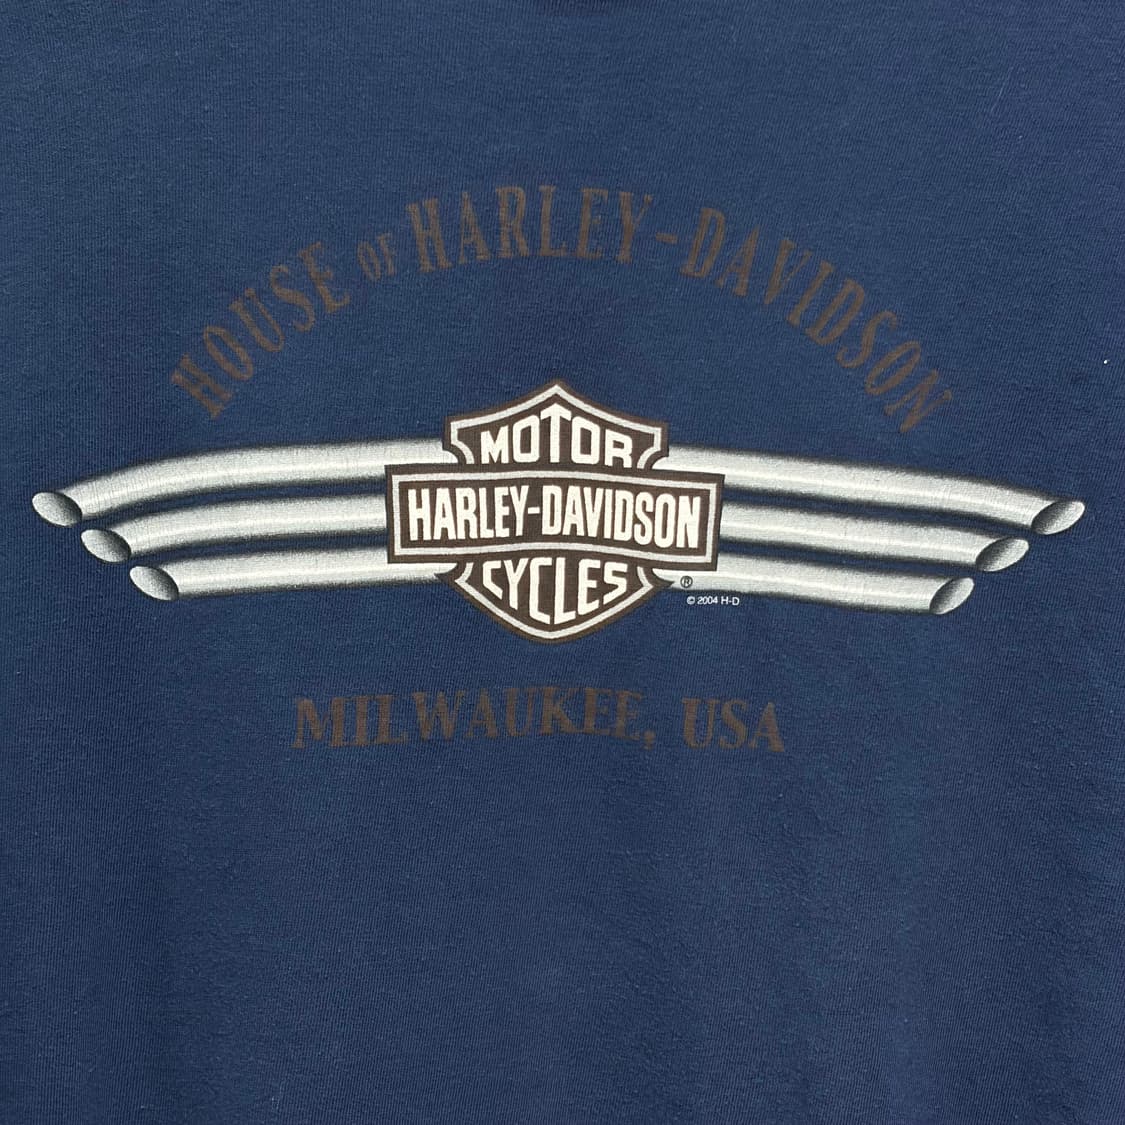 HOUSE OF HARLEY-DAVIDSON
MOTOR
HARLEY-DAVIDSON
CYCLES
®
© 2004 H-D
MILWAUKEE, USA